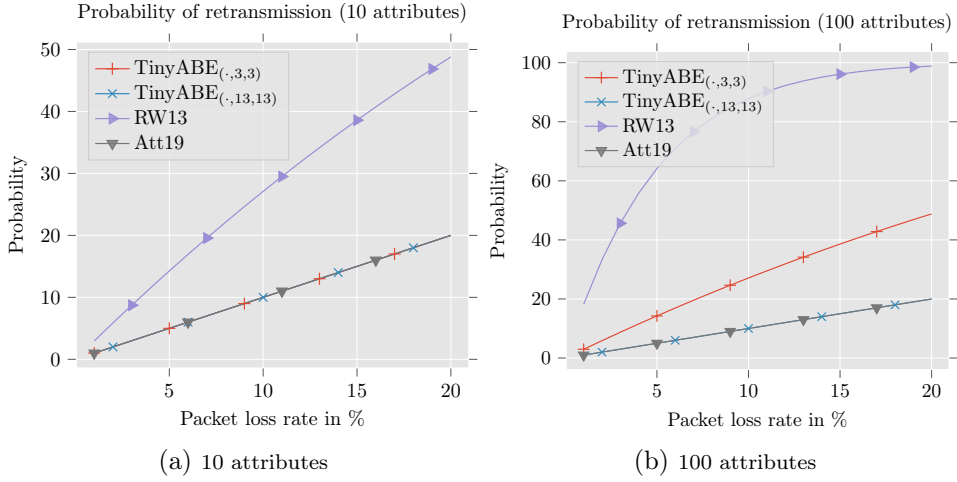 Probability of retransmission (10 attributes)
50
40
30
20
10
0
Probability
TinyABE(·,3,3)
TinyABE(·,13,13)
RW13
Att19
5
10
15
20
Packet loss rate in %
(a) 10 attributes
Probability of retransmission (100 attributes)
100
80
60
40
20
0
Probability
TinyABE(·,3,3)
TinyABE(·,13,13)
RW13
Att19
5
10
15
20
Packet loss rate in %
(b) 100 attributes